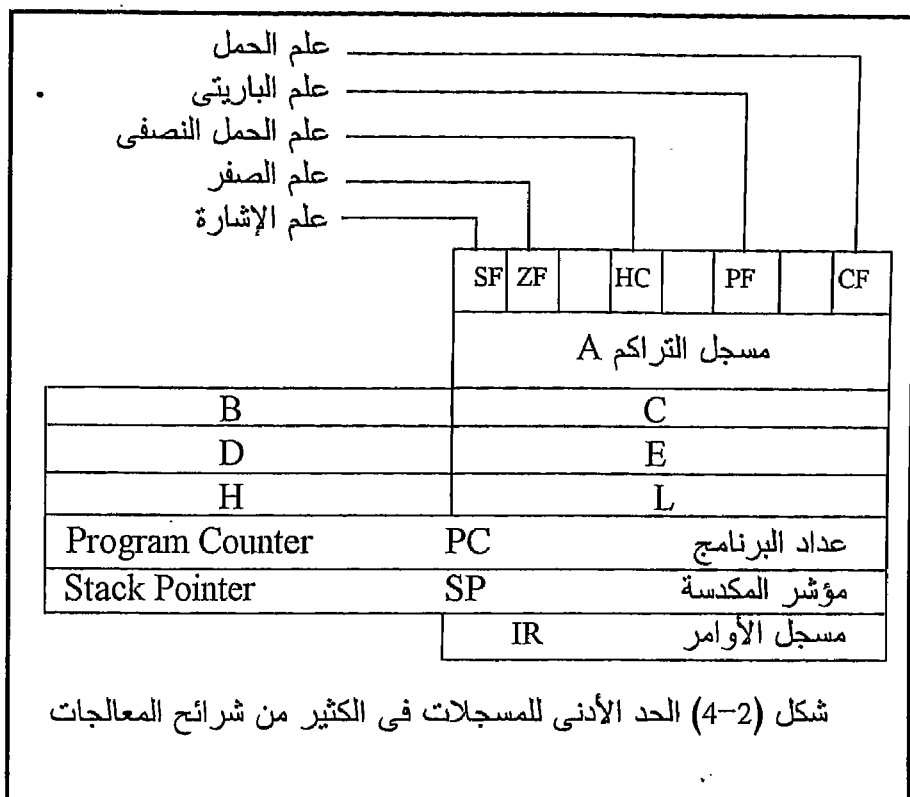 علم الحمل
علم الباريتى
علم الحمل النصفى
علم الصفر
علم الإشارة
SF ZF HC PF CF
مسجل التراكم A
B C
D E
H L
Program Counter PC عداد البرنامج
Stack Pointer SP مؤشر المكدسة
IR مسجل الأوامر
شكل (2-4) الحد الأدنى للمسجلات فى الكثير من شرائح المعالجات